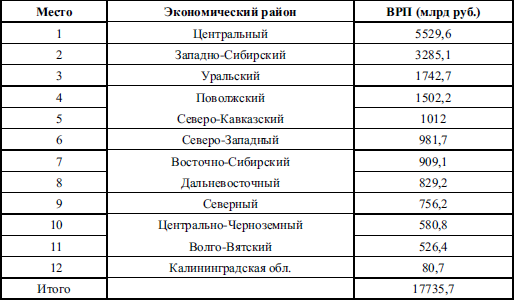 Место Экономический район ВРП (млрд руб.)
1 Центральный 5529,6
2 Западно-Сибирский 3285,1
3 Уральский 1742,7
4 Поволжский 1502,2
5 Северо-Кавказский 1012
6 Северо-Западный 981,7
7 Восточно-Сибирский 909,1
8 Дальневосточный 829,2
9 Северный 756,2
10 Центрально-Черноземный 580,8
11 Волго-Вятский 526,4
12 Калининградская обл. 80,7
Итого 17735,7